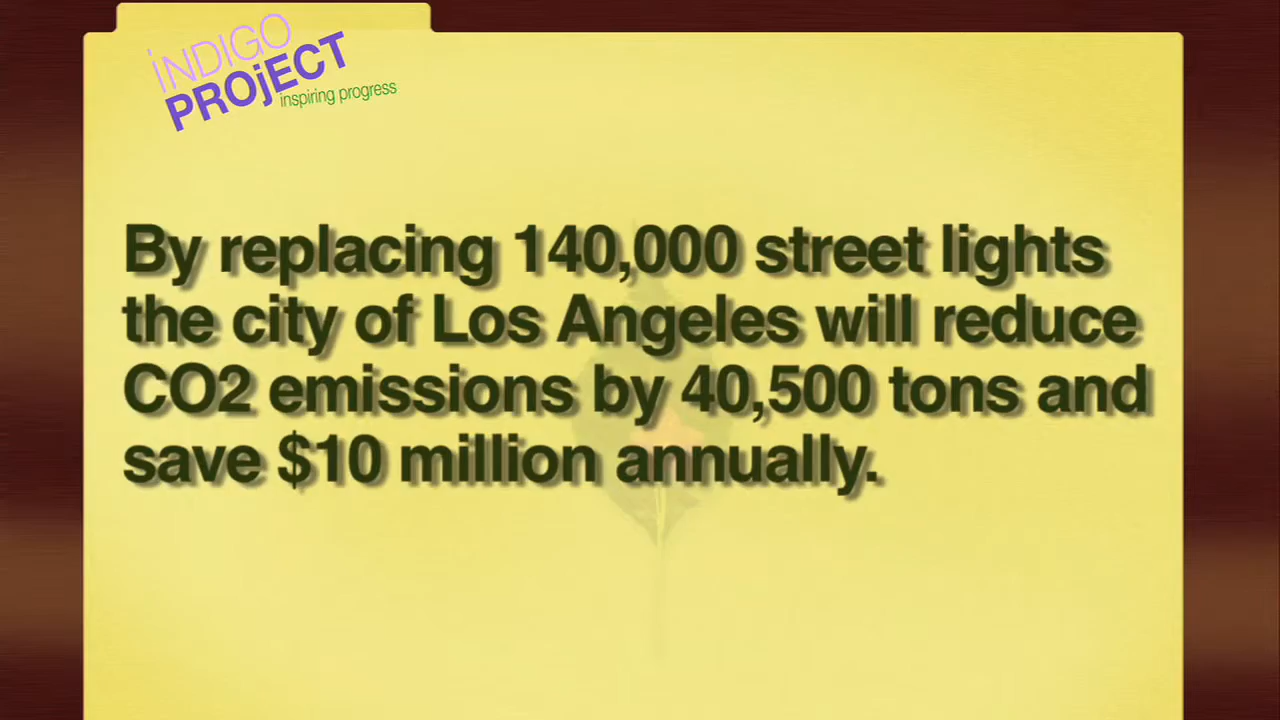 iNDIGO
PROjECT
inspiring progress
By replacing 140,000 street lights
the city of Los Angeles will reduce
CO2 emissions by 40,500 tons and
save $10 million annually.